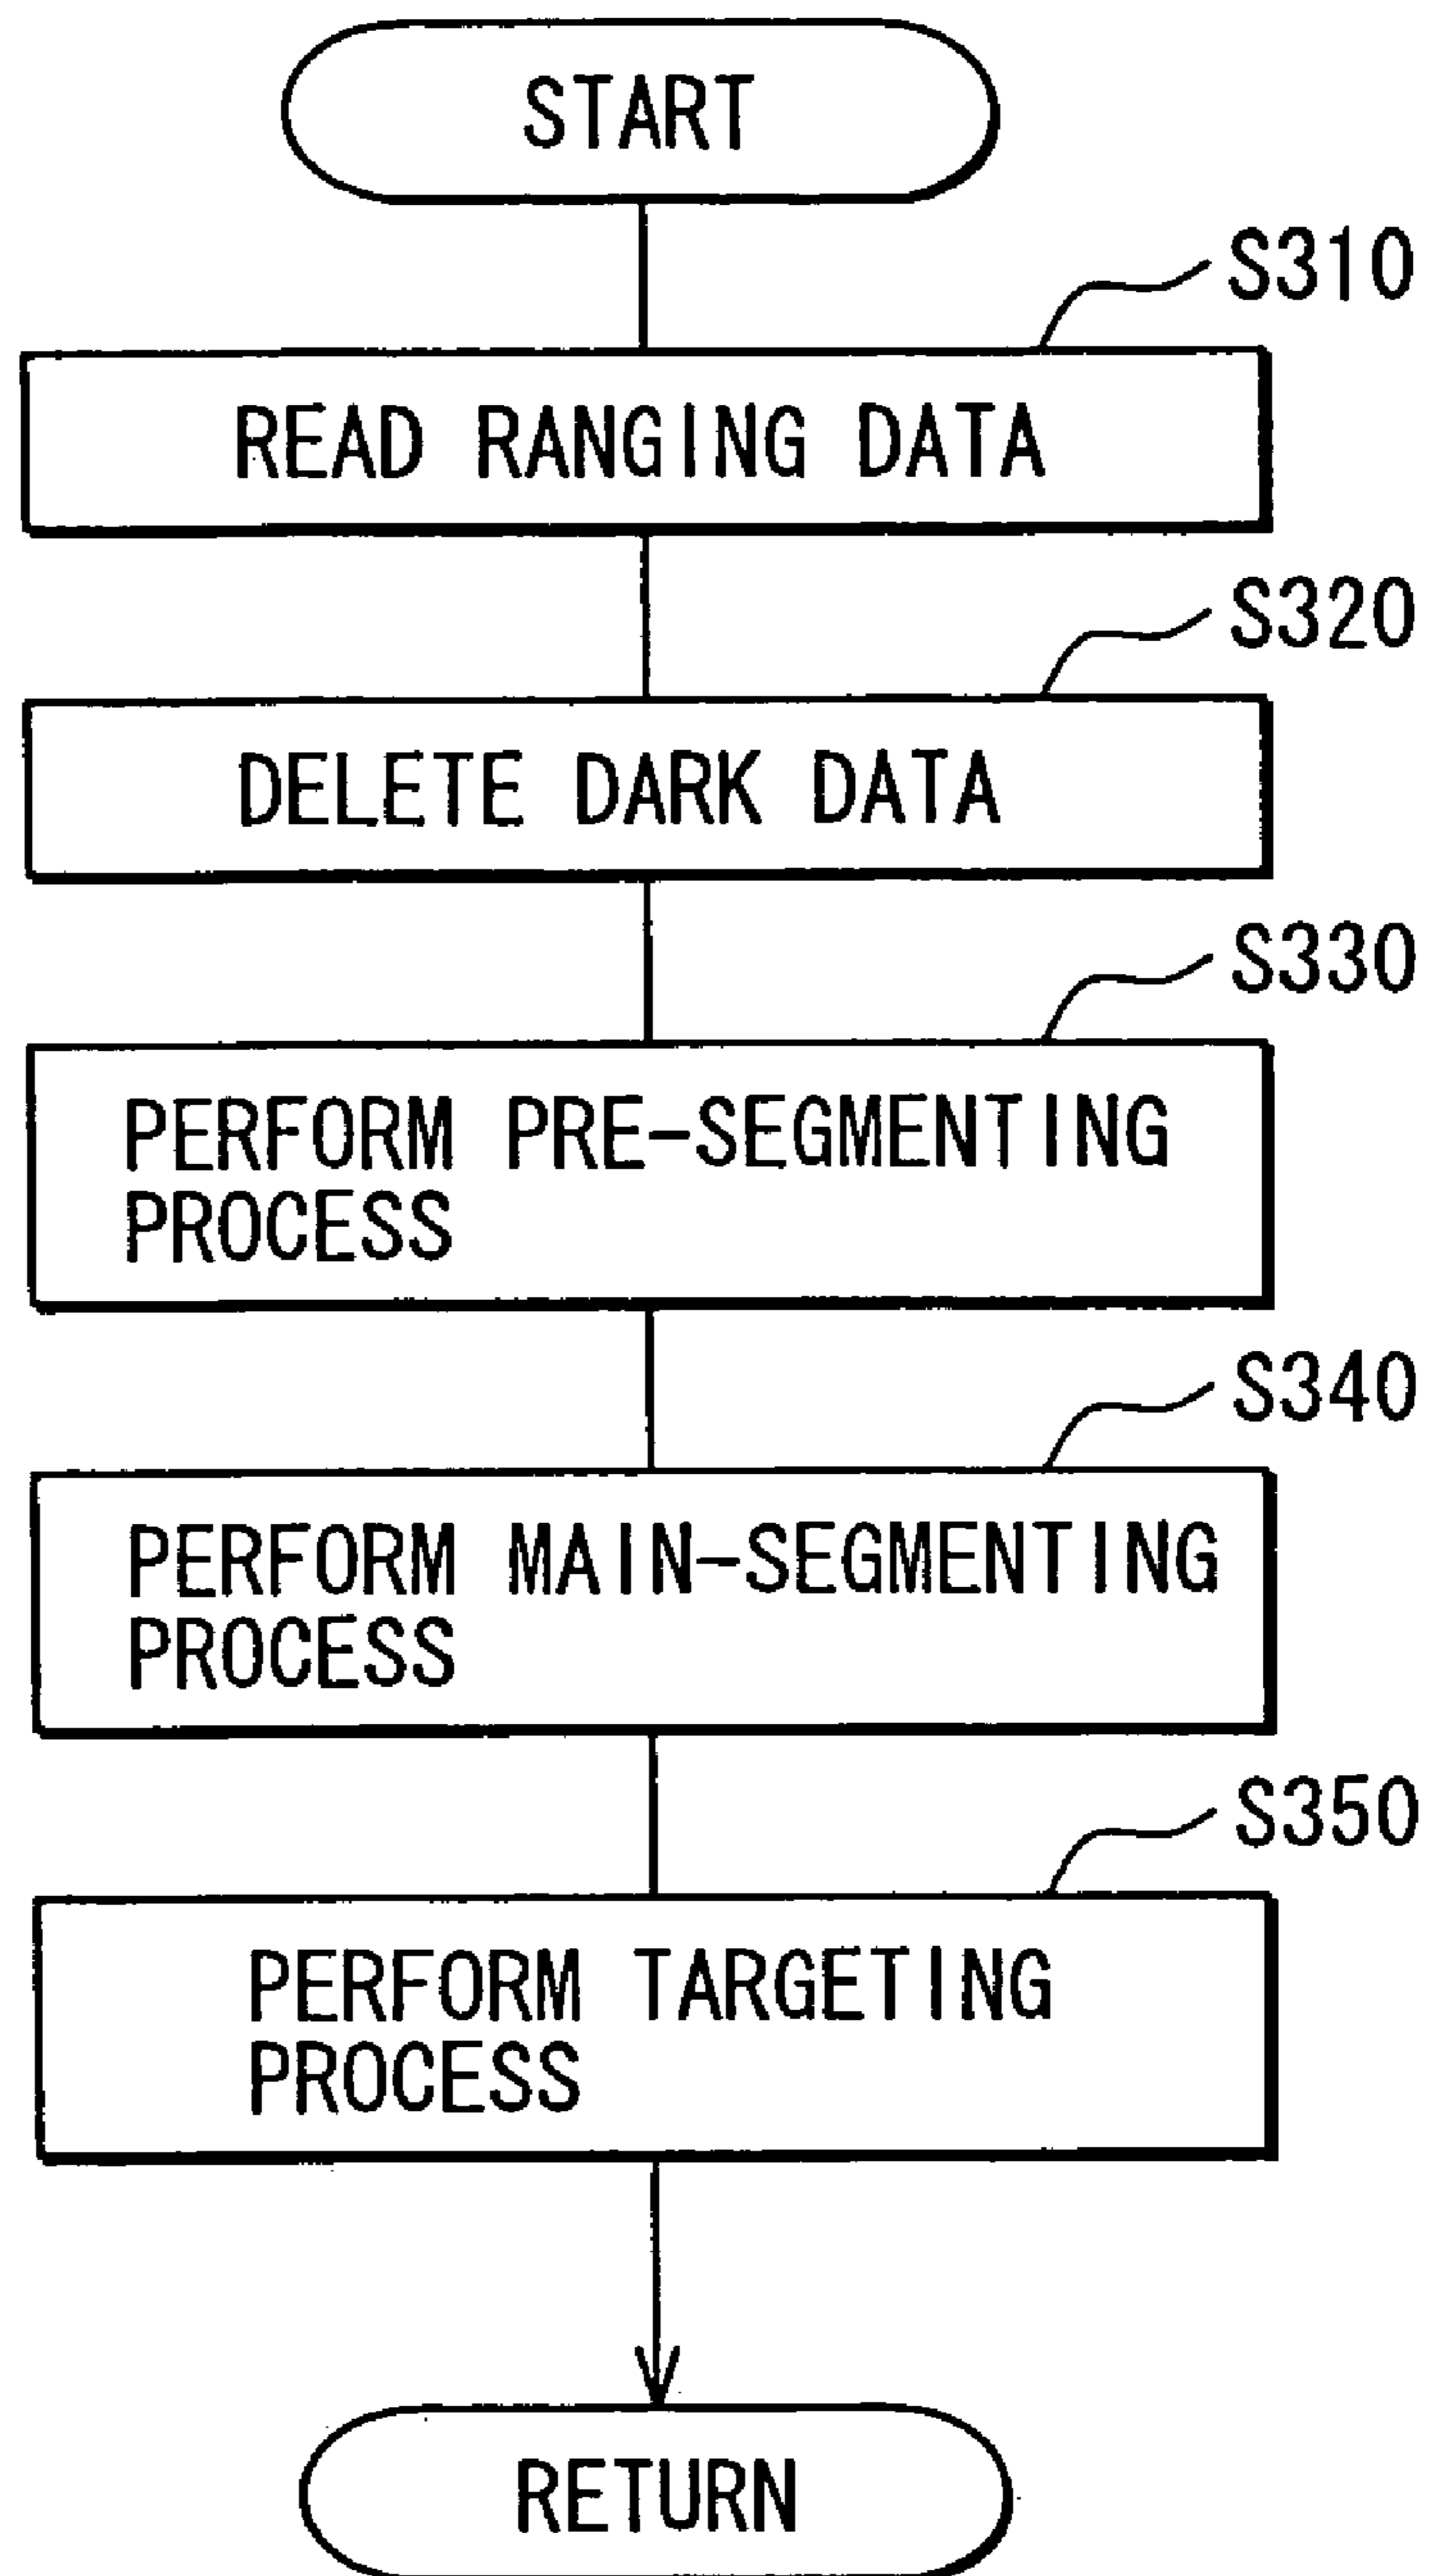 START
S310
READ RANGING DATA
S320
DELETE DARK DATA
S330
PERFORM PRE-SEGMENTING
PROCESS
S340
PERFORM MAIN-SEGMENTING
PROCESS
S350
PERFORM TARGETING
PROCESS
RETURN